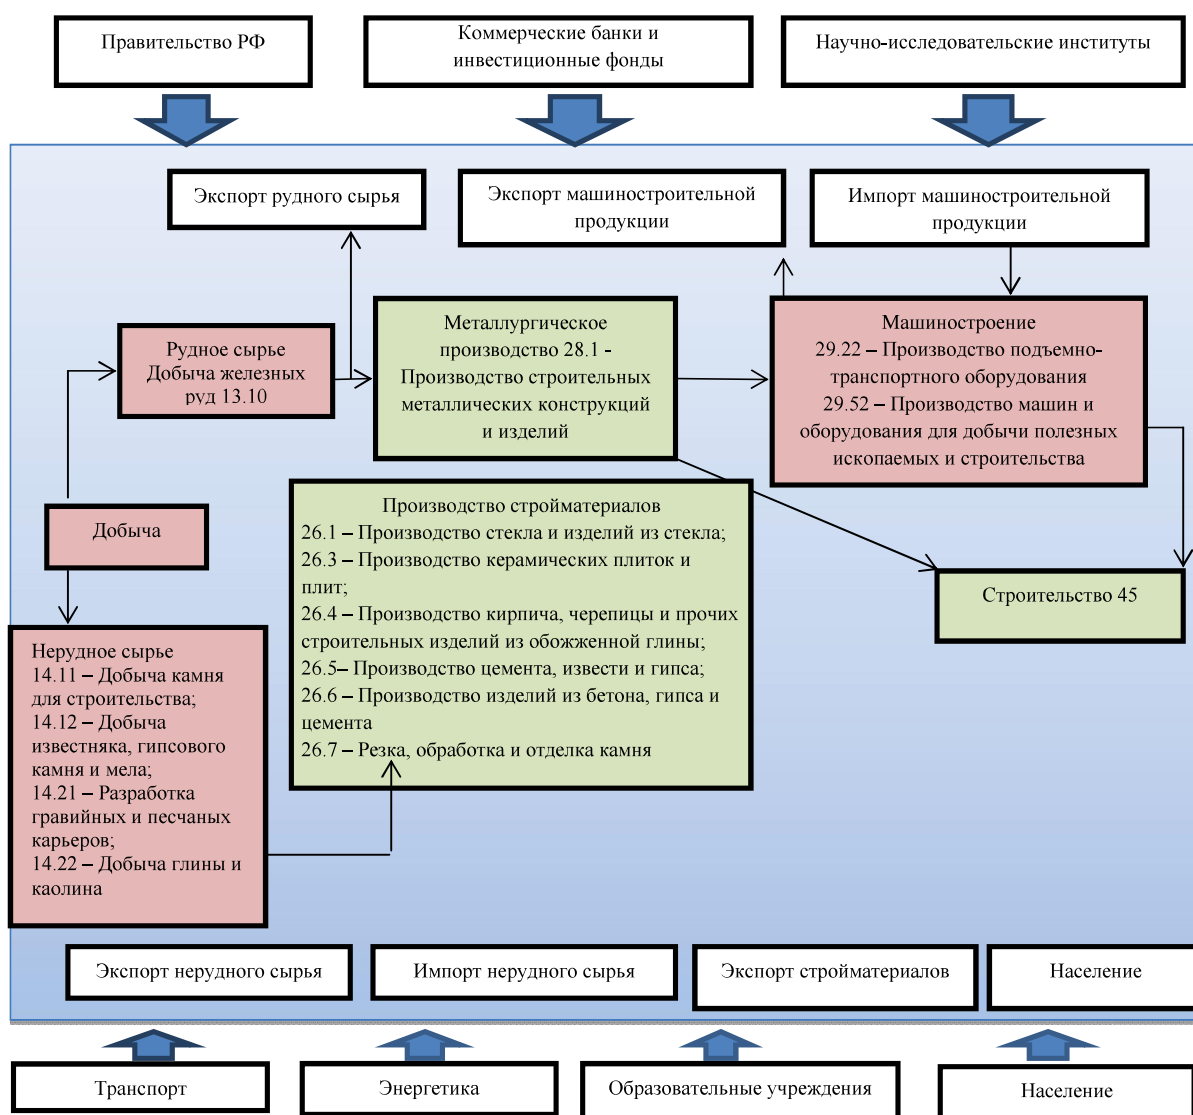 Правительство РФ
Коммерческие банки и
инвестиционные фонды
Научно-исследовательские институты
Экспорт рудного сырья
Экспорт машиностроительной
продукции
Импорт машиностроительной
продукции
Рудное сырье
Добыча железных
руд 13.10
Металлургическое
производство 28.1 -
Производство строительных
металлических конструкций
и изделий
Машиностроение
29.22 – Производство подъемно-
транспортного оборудования
29.52 – Производство машин и
оборудования для добычи полезных
ископаемых и строительства
Добыча
Производство стройматериалов
26.1 – Производство стекла и изделий из стекла;
26.3 – Производство керамических плиток и
плит;
26.4 – Производство кирпича, черепицы и прочих
строительных изделий из обожженной глины;
26.5– Производство цемента, извести и гипса;
26.6 – Производство изделий из бетона, гипса и
цемента
26.7 – Резка, обработка и отделка камня
Строительство 45
Нерудное сырье
14.11 – Добыча камня
для строительства;
14.12 – Добыча
известняка, гипсового
камня и мела;
14.21 – Разработка
гравийных и песчаных
карьеров;
14.22 – Добыча глины и
каолина
Экспорт нерудного сырья
Импорт нерудного сырья
Экспорт стройматериалов
Население
Транспорт
Энергетика
Образовательные учреждения
Население